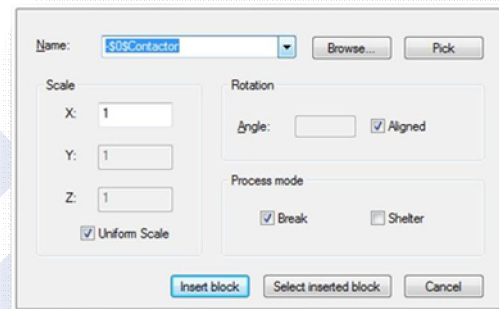 Name: -$0$Contactor Browse... Pick
Scale Rotation
X: 1
Angle: Aligned
Y: 1
Process mode
Z: 1
Break Shelter
Uniform Scale
Insert block Select inserted block Cancel